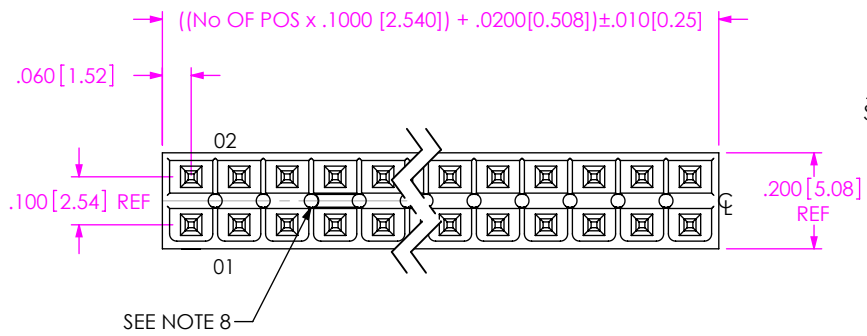 ((No OF POS x .1000 [2.540]) + .0200[0.508])±.010[0.25]
.060[1.52]
02
.100[2.54] REF
.200[5.08]
REF
℄
01
SEE NOTE 8